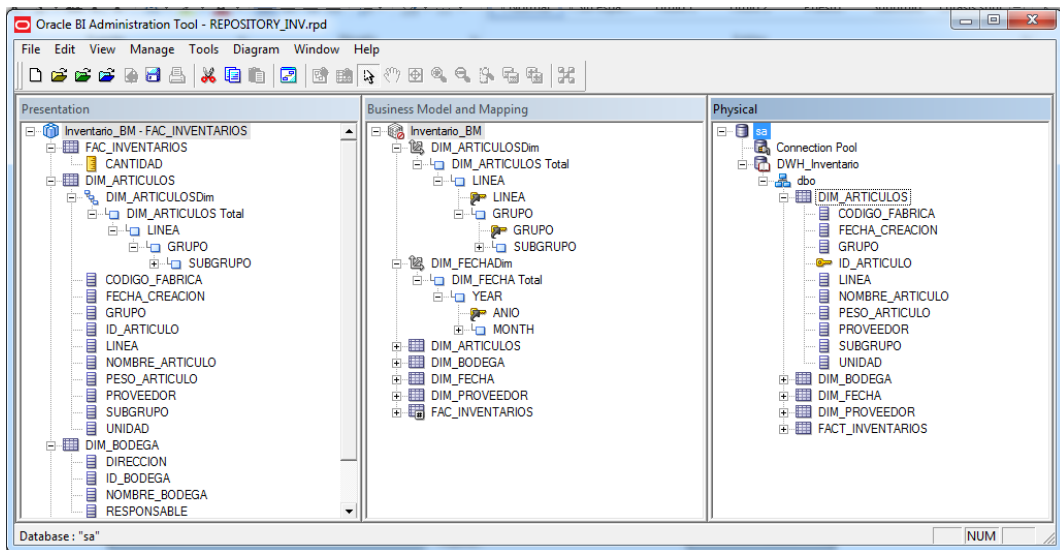 Oracle BI Administration Tool - REPOSITORY_INV.rpd
File Edit View Manage Tools Diagram Window Help
Presentation
Inventario_BM - FAC_INVENTARIOS
FAC_INVENTARIOS
CANTIDAD
DIM_ARTICULOS
DIM_ARTICULOSDim
DIM_ARTICULOS Total
LINEA
GRUPO
SUBGRUPO
CODIGO_FABRICA
FECHA_CREACION
GRUPO
ID_ARTICULO
LINEA
NOMBRE_ARTICULO
PESO_ARTICULO
PROVEEDOR
SUBGRUPO
UNIDAD
DIM_BODEGA
DIRECCION
ID_BODEGA
NOMBRE_BODEGA
RESPONSABLE
Business Model and Mapping
Inventario_BM
DIM_ARTICULOSDim
DIM_ARTICULOS Total
LINEA
LINEA
GRUPO
GRUPO
SUBGRUPO
DIM_FECHADim
DIM_FECHA Total
YEAR
ANIO
MONTH
DIM_ARTICULOS
DIM_BODEGA
DIM_FECHA
DIM_PROVEEDOR
FAC_INVENTARIOS
Physical
sa
Connection Pool
DWH_Inventario
dbo
DIM_ARTICULOS
CODIGO_FABRICA
FECHA_CREACION
GRUPO
ID_ARTICULO
LINEA
NOMBRE_ARTICULO
PESO_ARTICULO
PROVEEDOR
SUBGRUPO
UNIDAD
DIM_BODEGA
DIM_FECHA
DIM_PROVEEDOR
FACT_INVENTARIOS
Database : "sa"
NUM